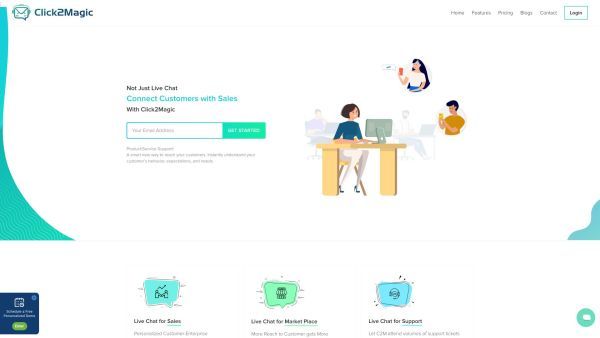 Click2Magic
Home Features Pricing Blogs Contact Login
Not Just Live Chat
Connect Customers with Sales
With Click2Magic
Your Email Address GET STARTED
Product/Service Support
A smart new way to reach your customers. Instantly understand your
customer's behavior, expectations, and needs.
Schedule a Free
Personalized Demo
Live Chat for Sales
Live Chat for Market Place
Live Chat for Support
Personalized Customer Enterprise
More Reach to Customer gets More
Let C2M attend volumes of support tickets